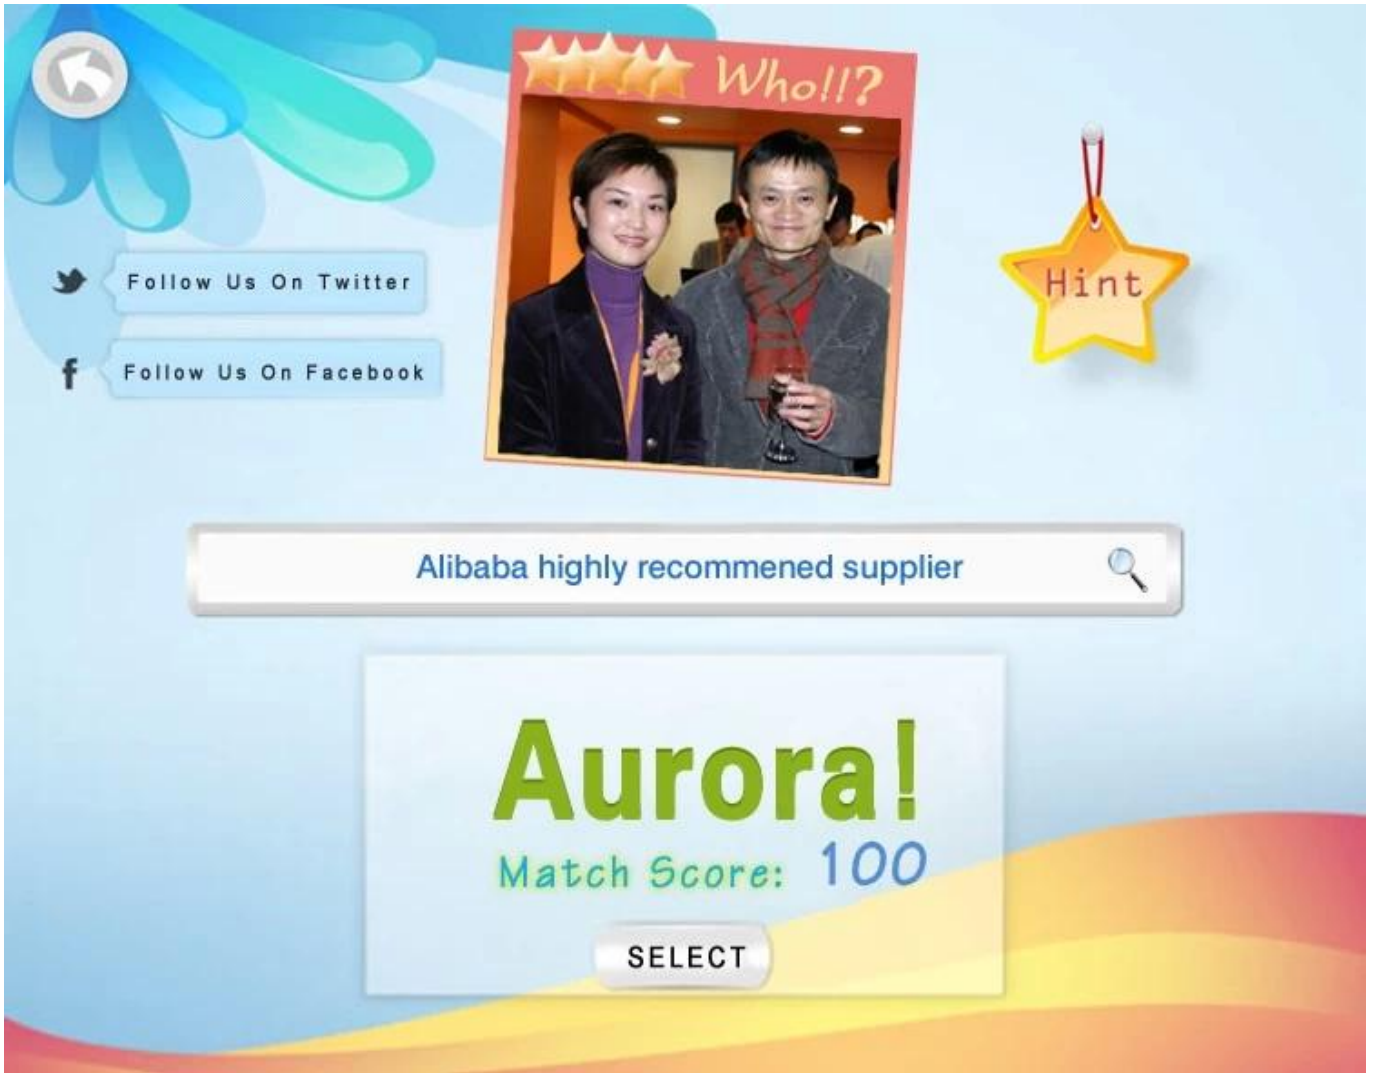 Who!!?
Hint
Follow Us On Twitter
f
Follow Us On Facebook
Alibaba highly recommened supplier
Aurora!
Match Score: 100
SELECT